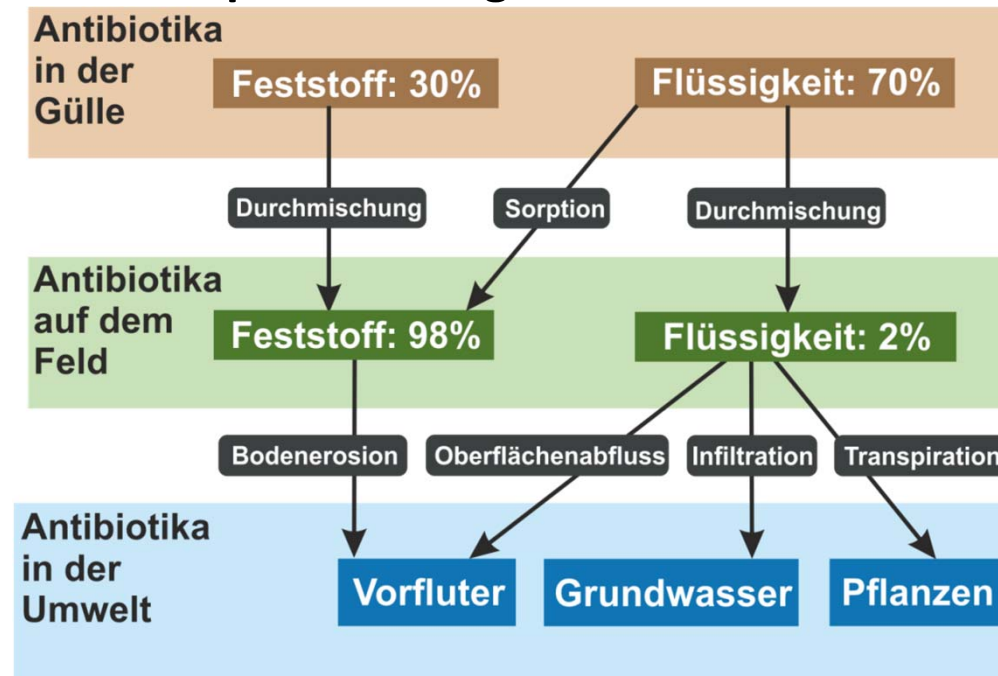 Antibiotika
in der
Gülle
Feststoff: 30%
Flüssigkeit: 70%
Durchmischung
Sorption
Durchmischung
Antibiotika
auf dem
Feld
Feststoff: 98%
Flüssigkeit: 2%
Bodenerosion
Oberflächenabfluss
Infiltration
Transpiration
Antibiotika
in der
Umwelt
Vorfluter
Grundwasser
Pflanzen